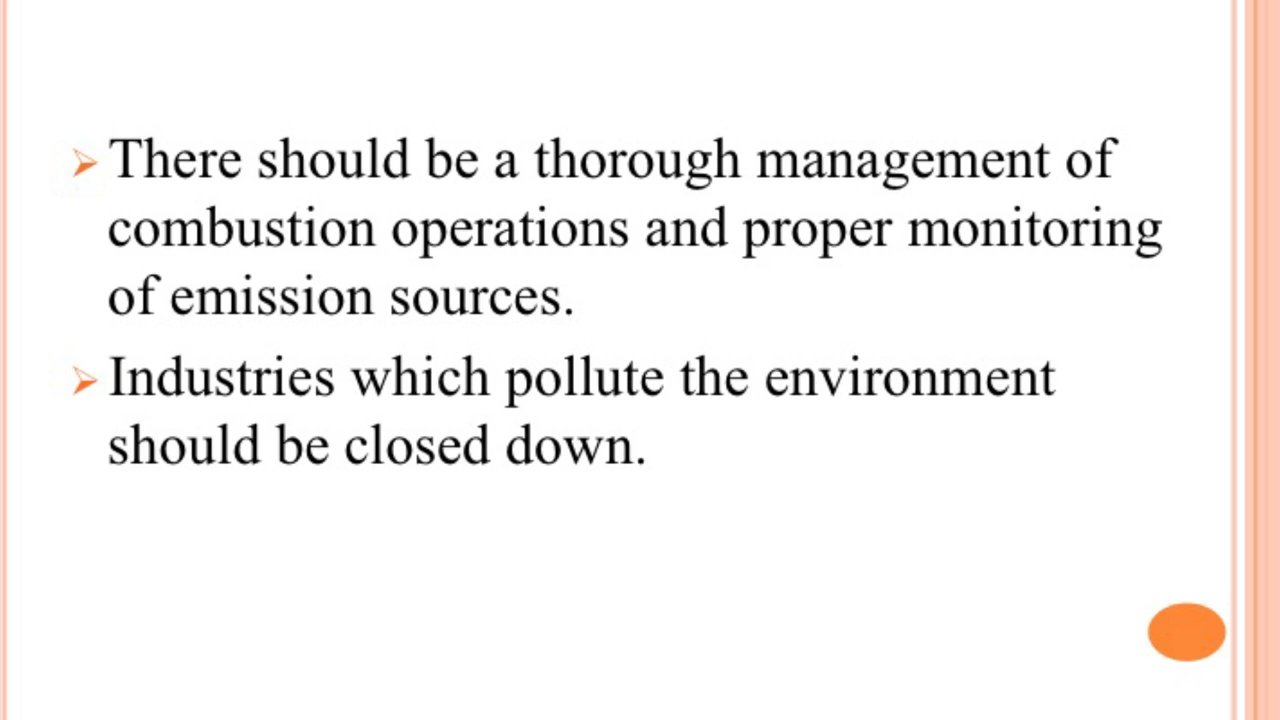 There should be a thorough management of
combustion operations and proper monitoring
of emission sources.
Industries which pollute the environment
should be closed down.